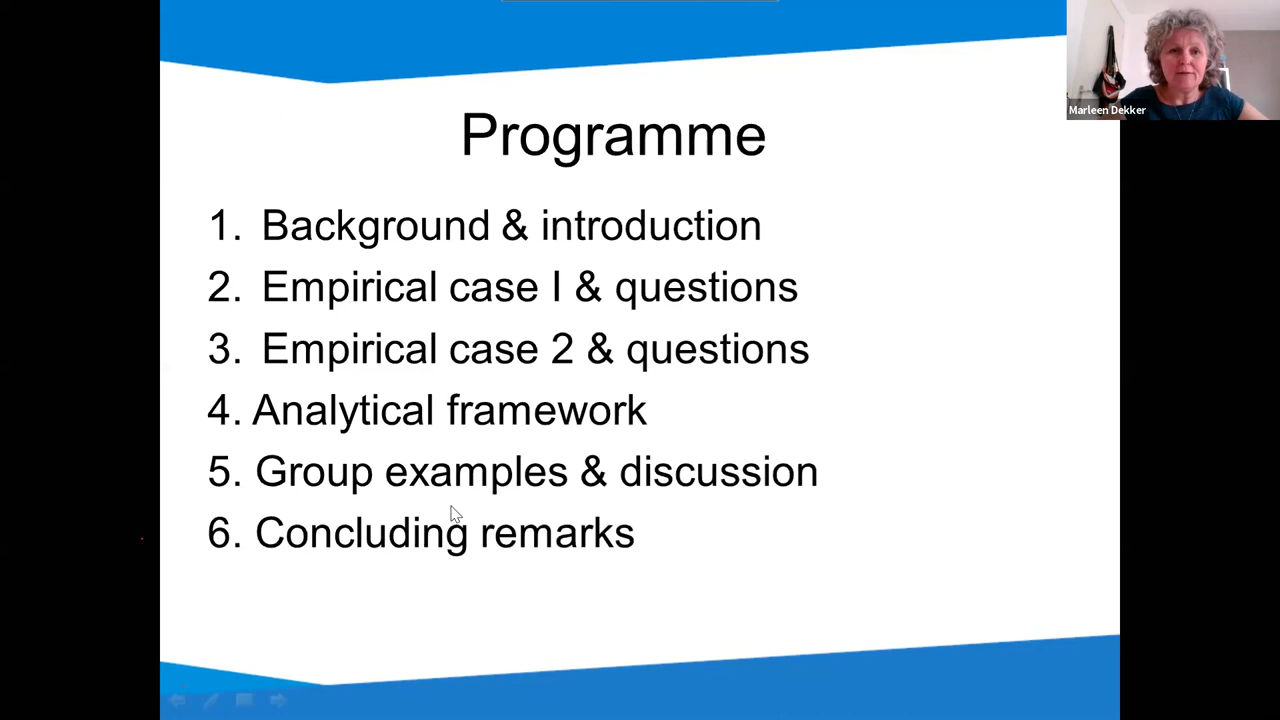 Programme
1. Background & introduction
2. Empirical case I & questions
3. Empirical case 2 & questions
4. Analytical framework
5. Group examples & discussion
6. Concluding remarks
Marleen Dekker